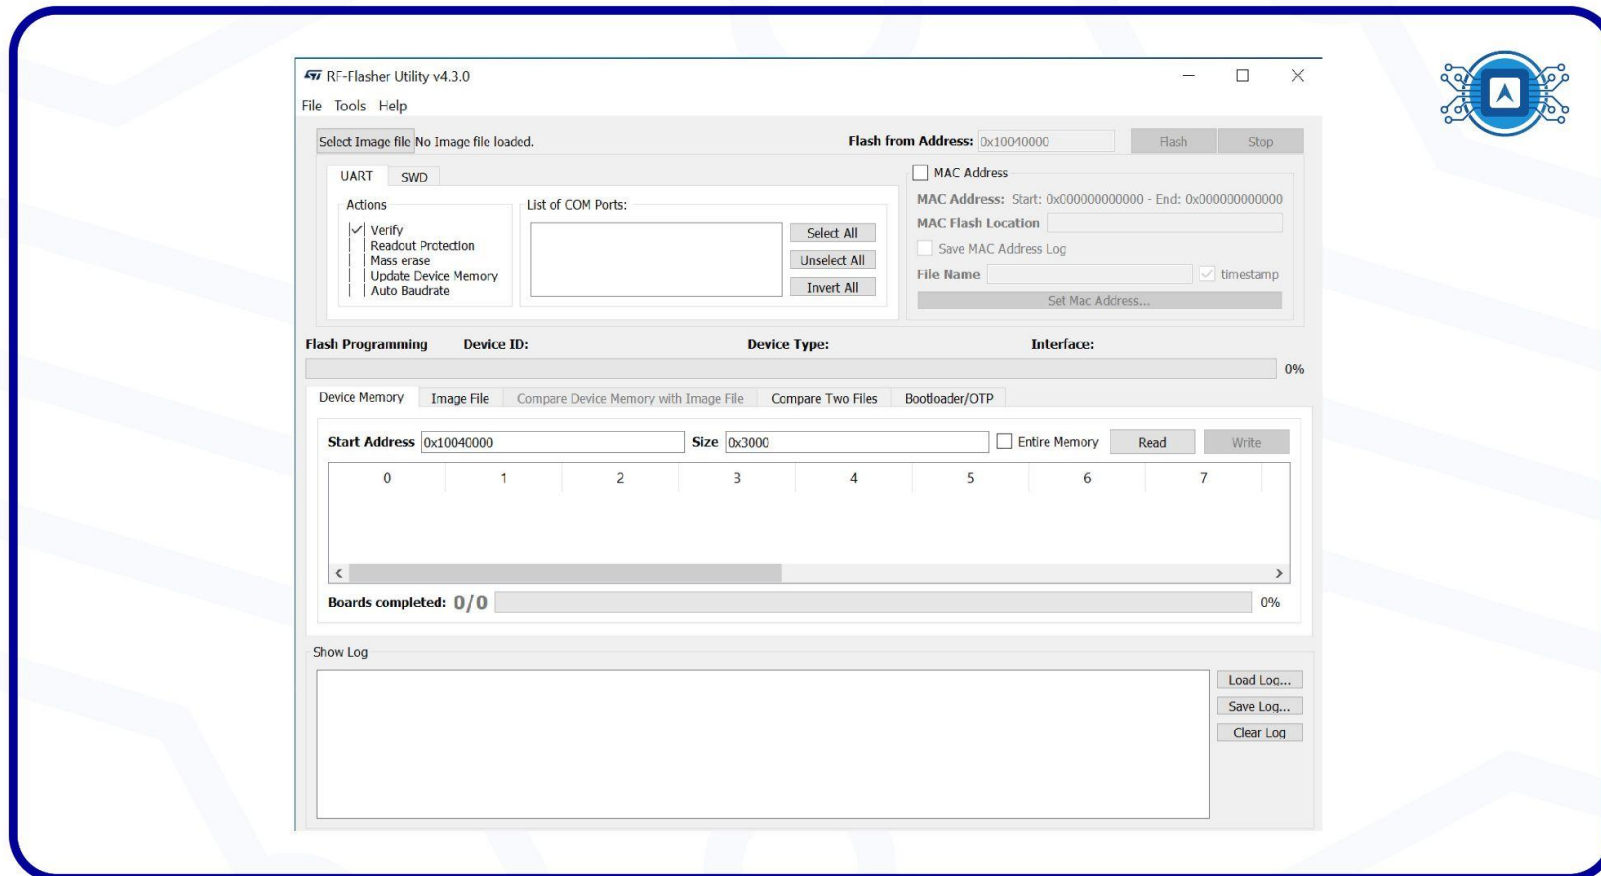 RF-Flasher Utility v4.3.0
File Tools Help
Select Image file No Image file loaded. Flash from Address: 0x10040000 Flash Stop
UART SWD
Actions
Verify
Readout Protection
Mass erase
Update Device Memory
Auto Baudrate
List of COM Ports:
Select All
Unselect All
Invert All
MAC Address
MAC Address: Start: 0x000000000000 - End: 0x000000000000
MAC Flash Location
Save MAC Address Log
File Name timestamp
Set Mac Address...
Flash Programming Device ID: Device Type: Interface:
0%
Device Memory Image File Compare Device Memory with Image File Compare Two Files Bootloader/OTP
Start Address 0x10040000 Size 0x3000 Entire Memory Read Write
0 1 2 3 4 5 6 7
Boards completed: 0/0 0%
Show Log
Load Log...
Save Log...
Clear Log